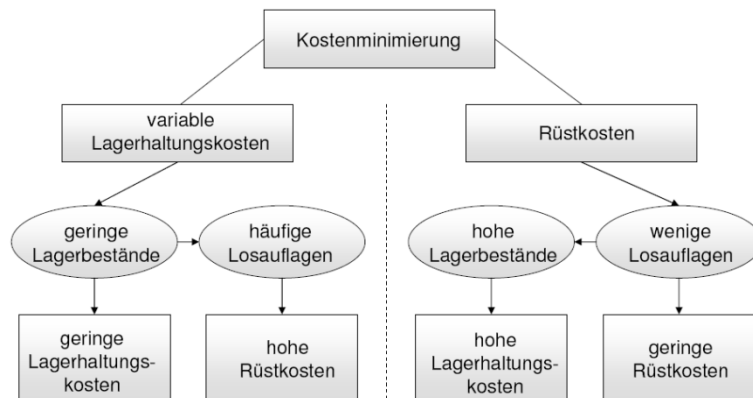 Kostenminimierung
variable
Lagerhaltungskosten
Rüstkosten
geringe
Lagerbestände
häufige
Losauflagen
hohe
Lagerbestände
wenige
Losauflagen
geringe
Lagerhaltungs-
kosten
hohe
Rüstkosten
hohe
Lagerhaltungs-
kosten
geringe
Rüstkosten